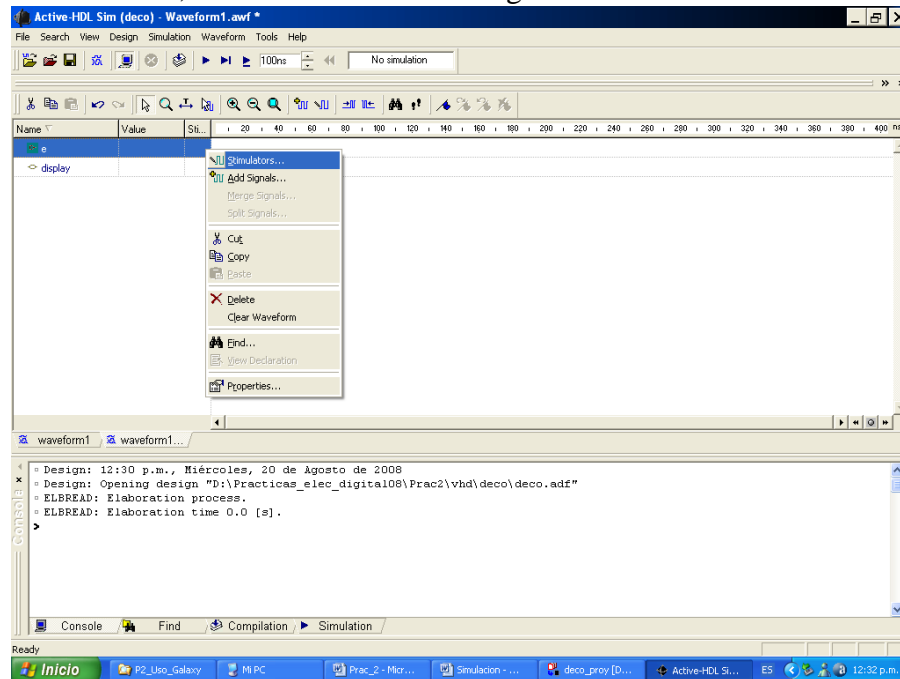 Active-HDL Sim (deco) - Waveform1.awf *
File Search View Design Simulation Waveform Tools Help
100ns No simulation
Name Value Sti... 20 40 60 80 100 120 140 160 180 200 220 240 260 280 300 320 340 360 380 400
e
display
Stimulators...
Add Signals...
Merge Signals...
Split Signals...
Cut
Copy
Paste
Delete
Clear Waveform
Find...
View Declaration
Properties...
waveform1 waveform1...
Design: 12:30 p.m., Miércoles, 20 de Agosto de 2008
Design: Opening design "D:\Practicas_elec_digital08\Prac2\vhd\deco\deco.adf"
ELBREAD: Elaboration process.
ELBREAD: Elaboration time 0.0 [s].
>
Console
Console Find Compilation Simulation
Ready
Inicio P2_Uso_Galaxy Mi PC Prac_2 - Micr... Simulacion - ... deco_proy [D... Active-HDL Si... ES 12:32 p.m.